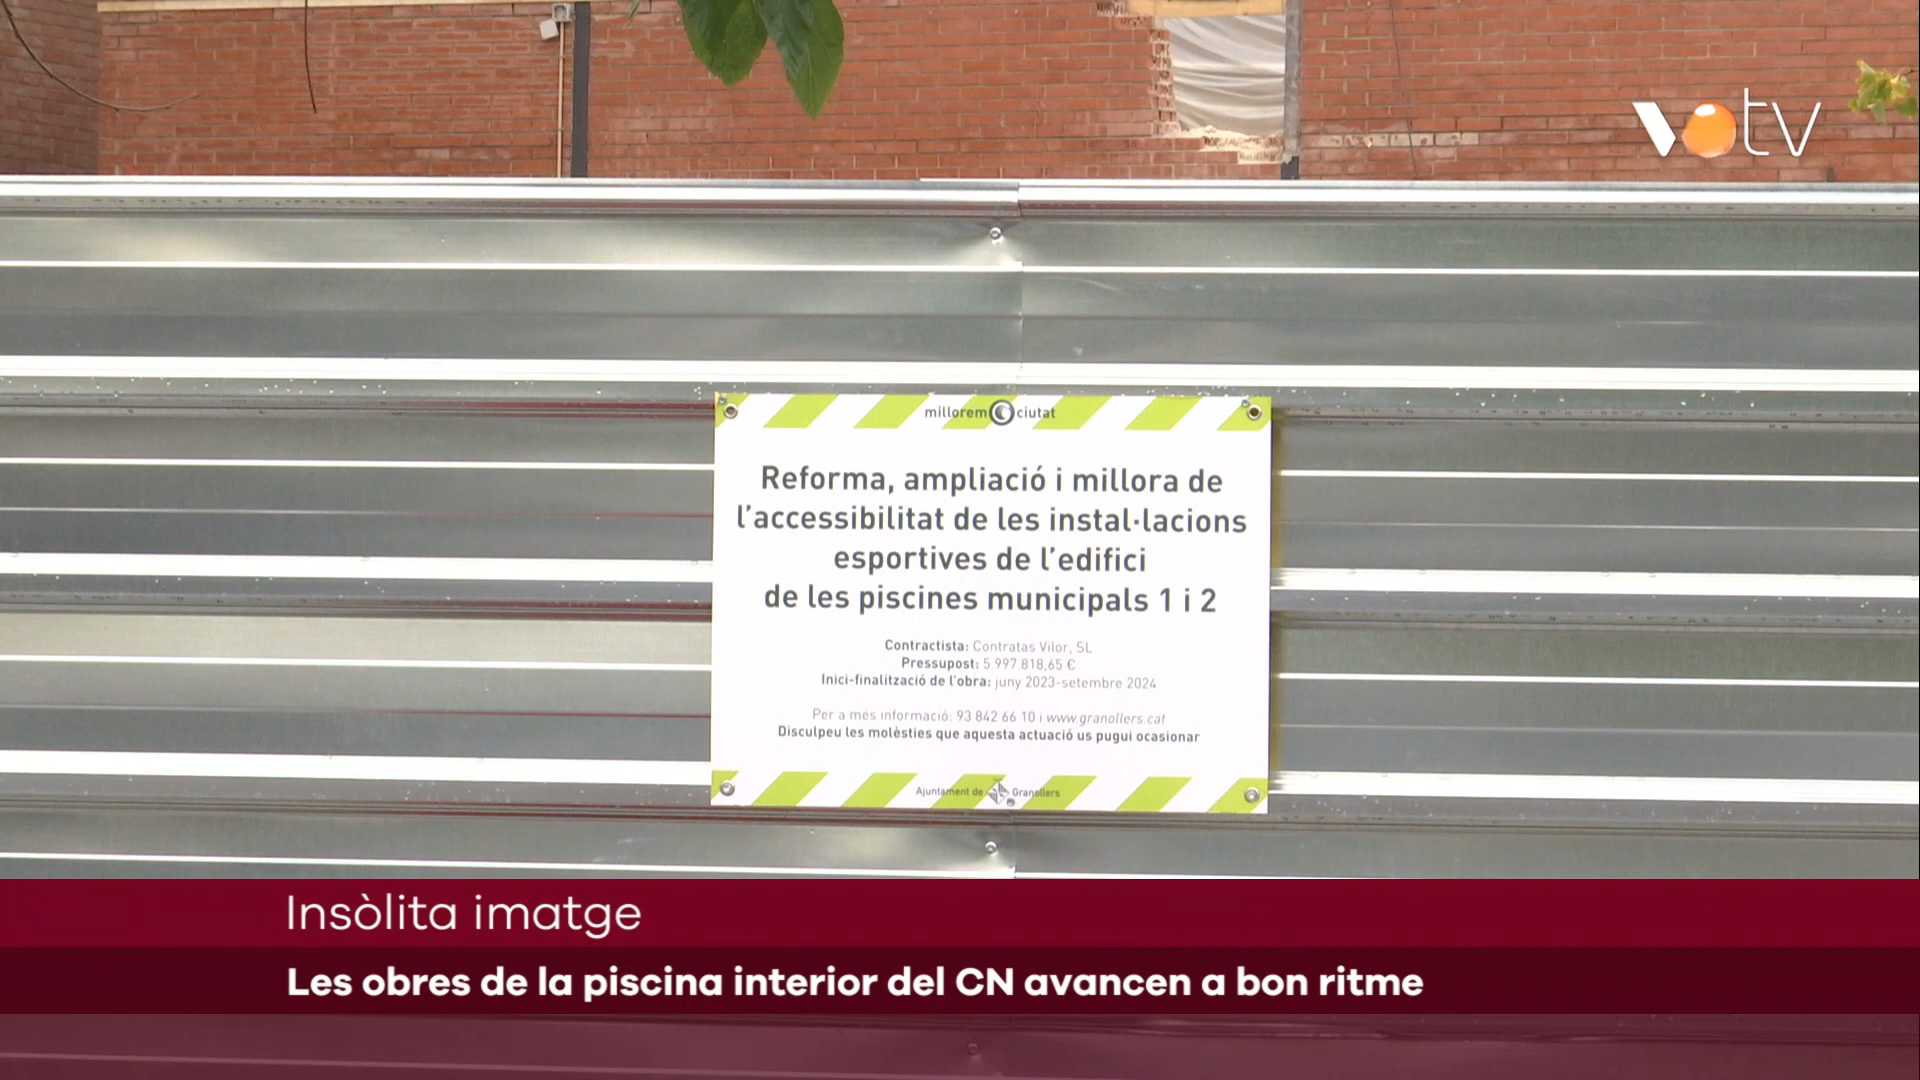 votv
millorem ciutat
Reforma, ampliació i millora de
l'accessibilitat de les instal·lacions
esportives de l'edifici
de les piscines municipals 1 i 2
Contractista: Contratas Vilor, SL
Pressupost: 5.997.818,65 €
Inici-finalització de l'obra: juny 2023-setembre 2024
Per a més informació: 93 842 66 10 i www.granollers.cat
Disculpeu les molèsties que aquesta actuació us pugui ocasionar
Ajuntament de Granollers
Insòlita imatge
Les obres de la piscina interior del CN avancen a bon ritme